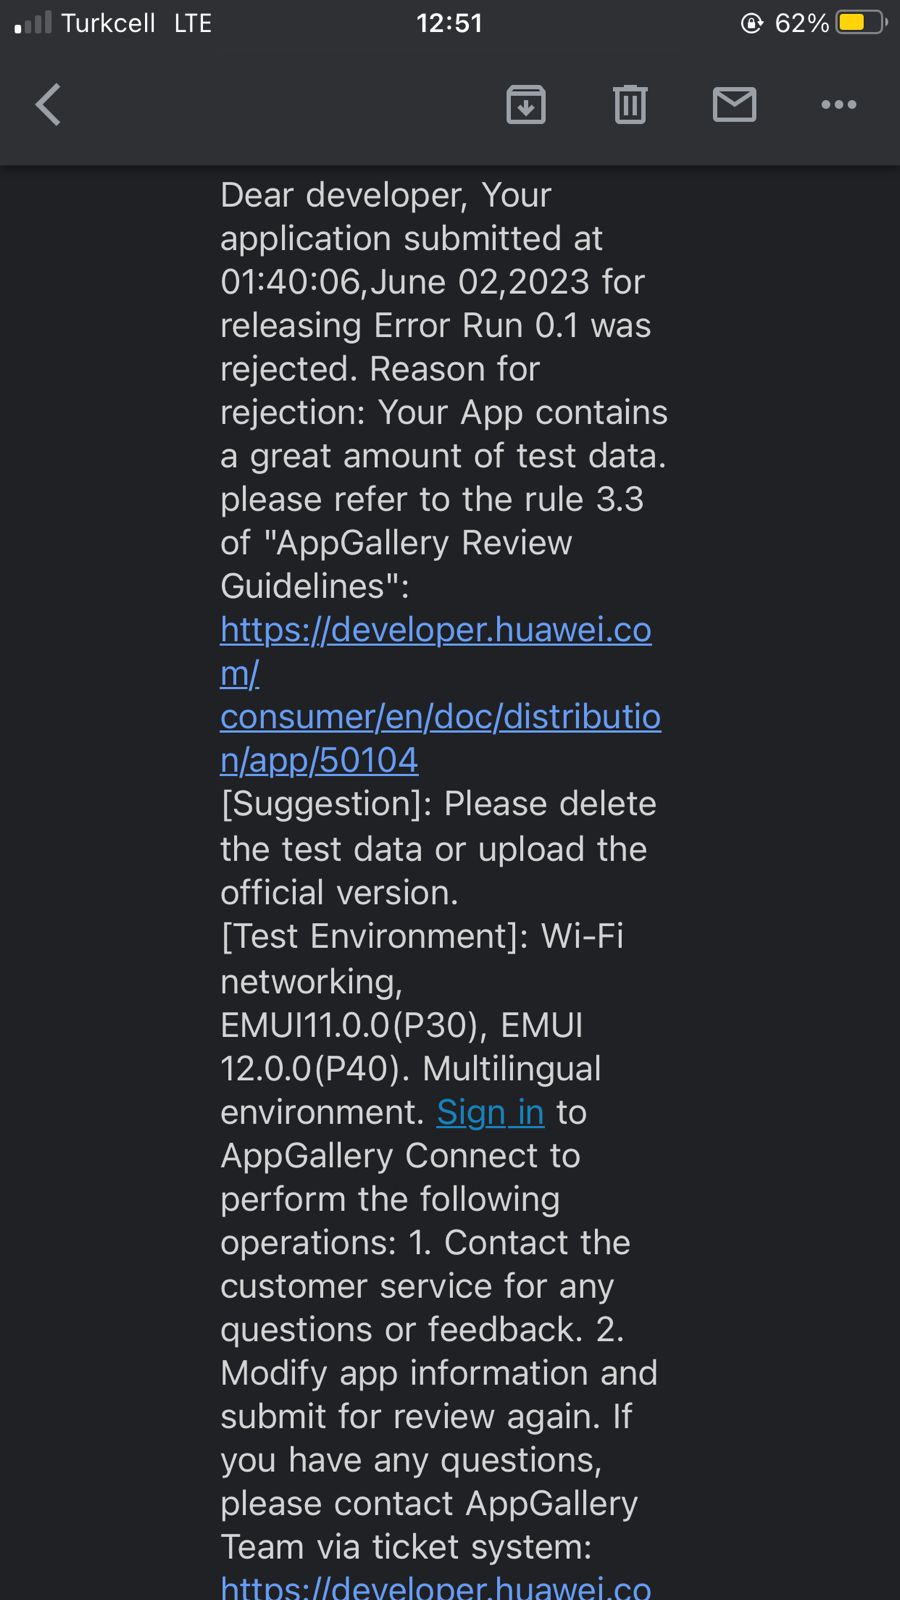 Turkcell LTE 12:51 62%
Dear developer, Your
application submitted at
01:40:06,June 02,2023 for
releasing Error Run 0.1 was
rejected. Reason for
rejection: Your App contains
a great amount of test data.
please refer to the rule 3.3
of "AppGallery Review
Guidelines":
https://developer.huawei.co
m/
consumer/en/doc/distributio
n/app/50104
[Suggestion]: Please delete
the test data or upload the
official version.
[Test Environment]: Wi-Fi
networking,
EMUI11.0.0(P30), EMUI
12.0.0(P40). Multilingual
environment. Sign in to
AppGallery Connect to
perform the following
operations: 1. Contact the
customer service for any
questions or feedback. 2.
Modify app information and
submit for review again. If
you have any questions,
please contact AppGallery
Team via ticket system:
https://developer.huawei.co